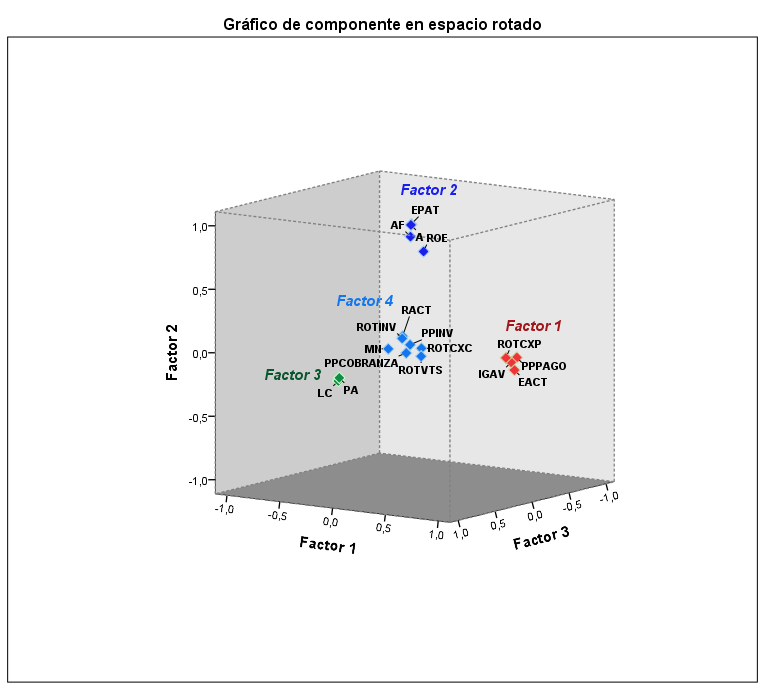 Gráfico de componente en espacio rotado
Factor 2
EPAT
AF
A
ROE
1,0
0,5
Factor 4
RACT
ROTINV
PPINV
MN
ROTCXC
PPCOBRANZA
ROTVTS
Factor 1
ROTCXP
PPPAGO
IGAV
EACT
Factor 3
LC
PA
Factor 2
0,0
-0,5
-1,0
-1,0
-0,5
0,0
0,5
1,0
Factor 1
1,0
0,5
0,0
-0,5
-1,0
Factor 3